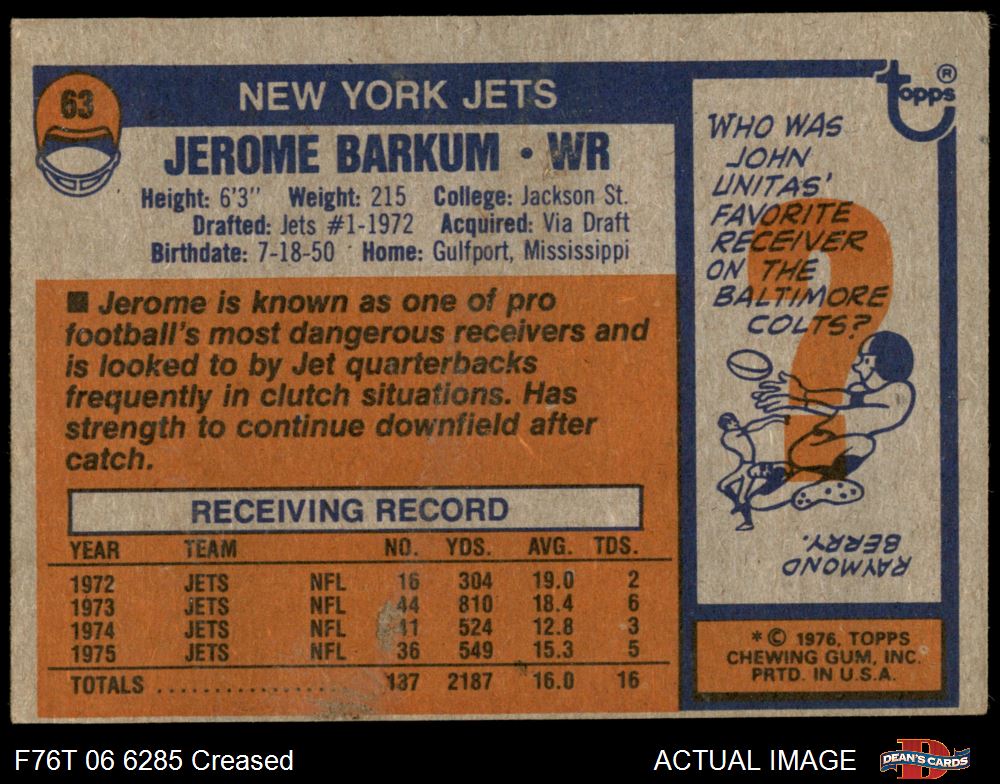 63
NEW YORK JETS
JEROME BARKUM • WR
Height: 6'3" Weight: 215 College: Jackson St.
Drafted: Jets #1-1972 Acquired: Via Draft
Birthdate: 7-18-50 Home: Gulfport, Mississippi
■ Jerome is known as one of pro
football's most dangerous receivers and
is looked to by Jet quarterbacks
frequently in clutch situations. Has
strength to continue downfield after
catch.
RECEIVING RECORD
YEAR TEAM NO. YDS. AVG. TDS.
1972 JETS NFL 16 304 19.0 2
1973 JETS NFL 44 810 18.4 6
1974 JETS NFL 41 524 12.8 3
1975 JETS NFL 36 549 15.3 5
TOTALS .................... 137 2187 16.0 16
topps ®
WHO WAS
JOHN
UNITAS'
FAVORITE
RECEIVER
ON THE
BALTIMORE
COLTS?
?
RAYMOND
BERRY.
* © 1976, TOPPS
CHEWING GUM, INC.
PRTD. IN U.S.A.
F76T 06 6285 Creased
ACTUAL IMAGE
D
DEAN'S CARDS